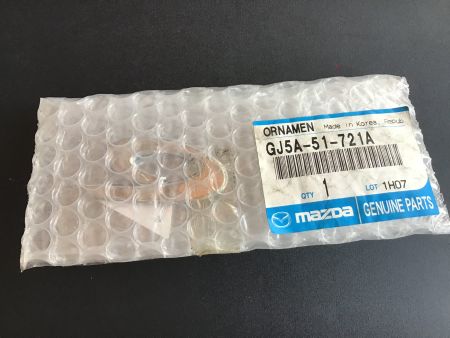 ORNAMEN Made in Korea, Repub
GJ5A-51-721A
QTY 1 LOT 1H07
mazda GENUINE PARTS